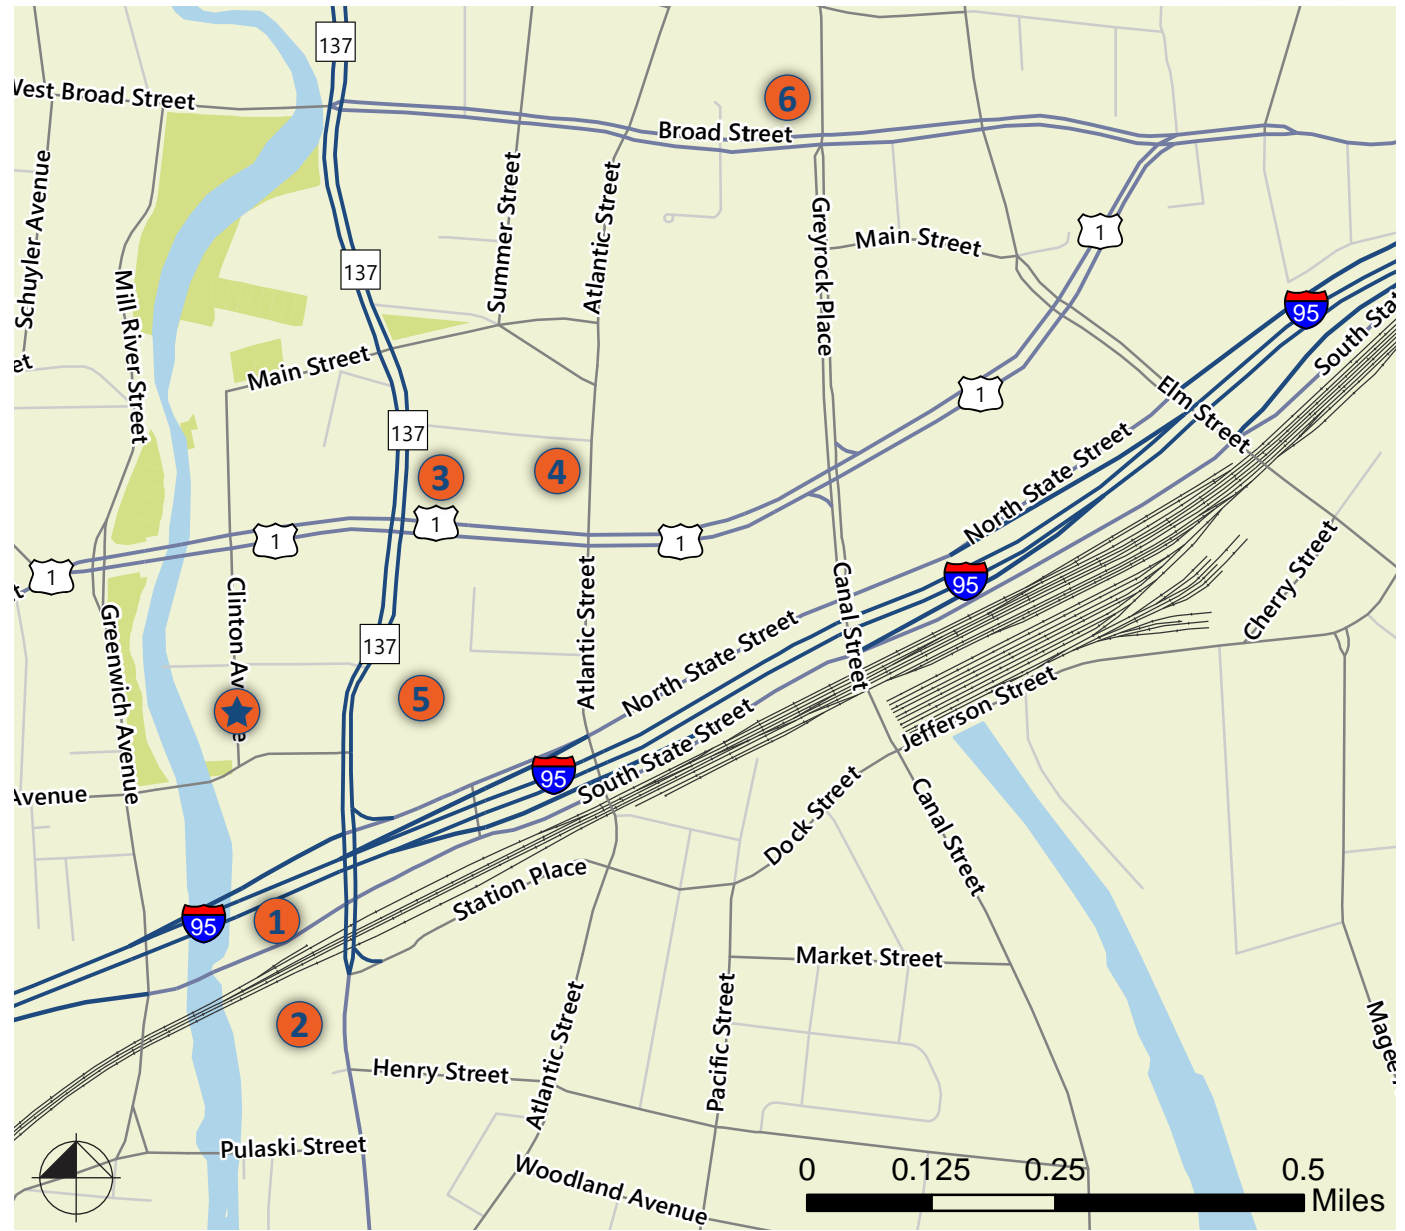 137
West Broad Street
6
Broad Street
Schuyler Avenue
Summer Street
Atlantic Street
Greyrock Place
Main Street
1
137
Mill River Street
95
South Sta
et
Main Street
Elm Street
1
137
3
4
North State Street
1
1
1
1
95
Cherry Street
Clinton Av
e
Greenwich Avenue
Atlantic Street
Canal Street
137
North State Street
5
Jefferson Street
95
South State Street
Avenue
Dock Street
Canal Street
Station Place
1
95
Market Street
2
Atlantic Street
Pacific Street
Magee
Henry Street
Pulaski Street
Woodland Avenue
0 0.125 0.25 0.5
Miles